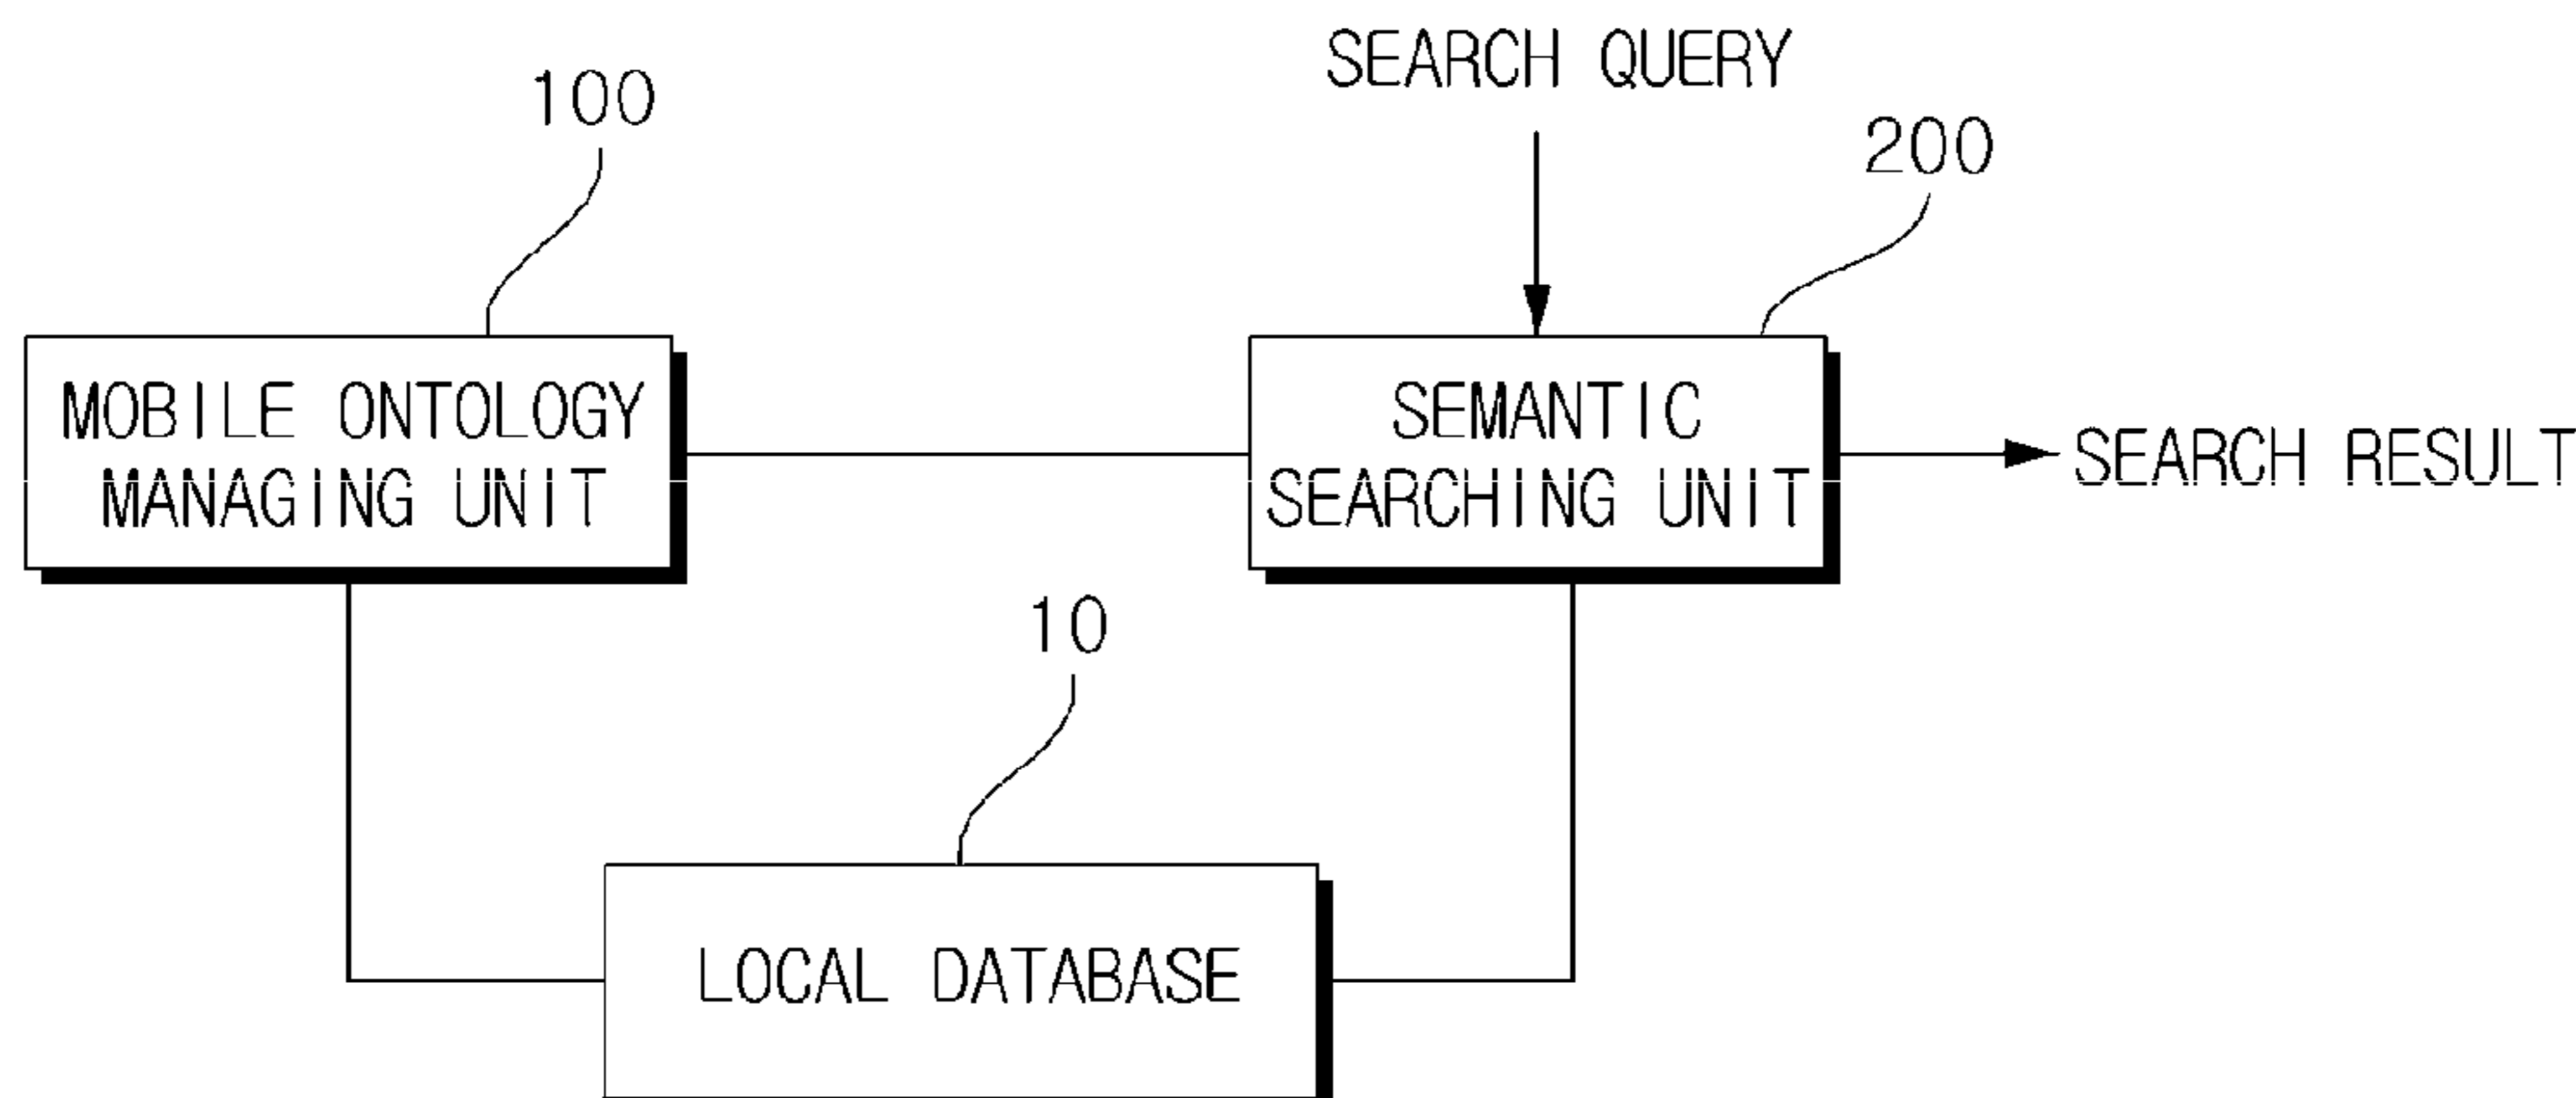 SEARCH QUERY
100
200
MOBILE ONTOLOGY
MANAGING UNIT
SEMANTIC
SEARCHING UNIT
SEARCH RESULT
10
LOCAL DATABASE